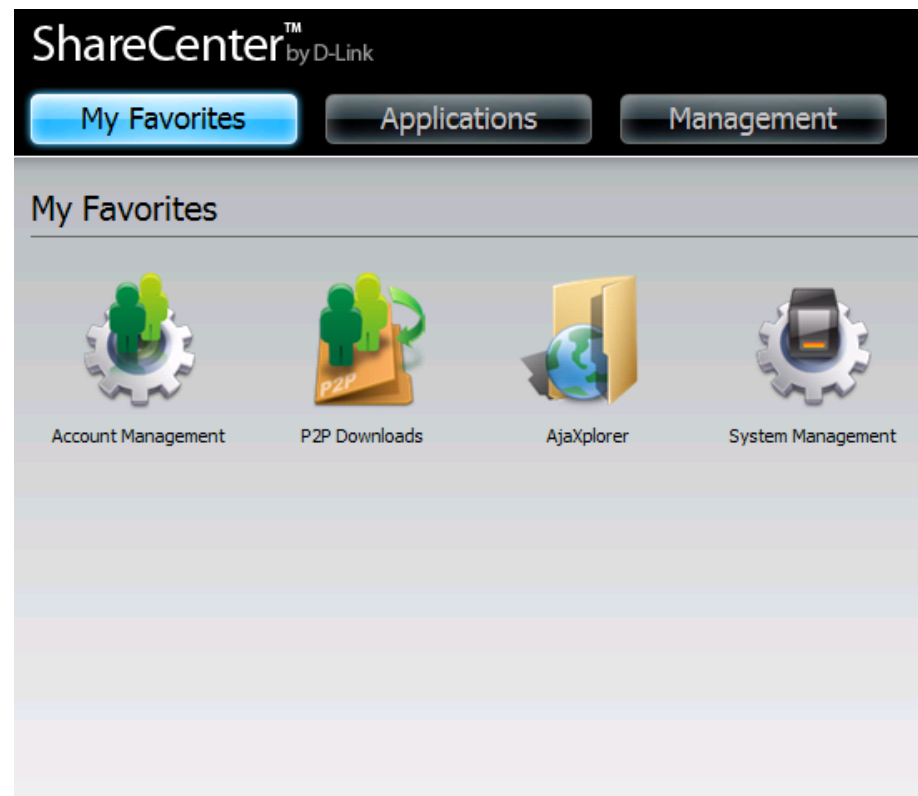 ShareCenter™ by D-Link
My Favorites Applications Management
My Favorites
P2P
Account Management P2P Downloads AjaXplorer System Management